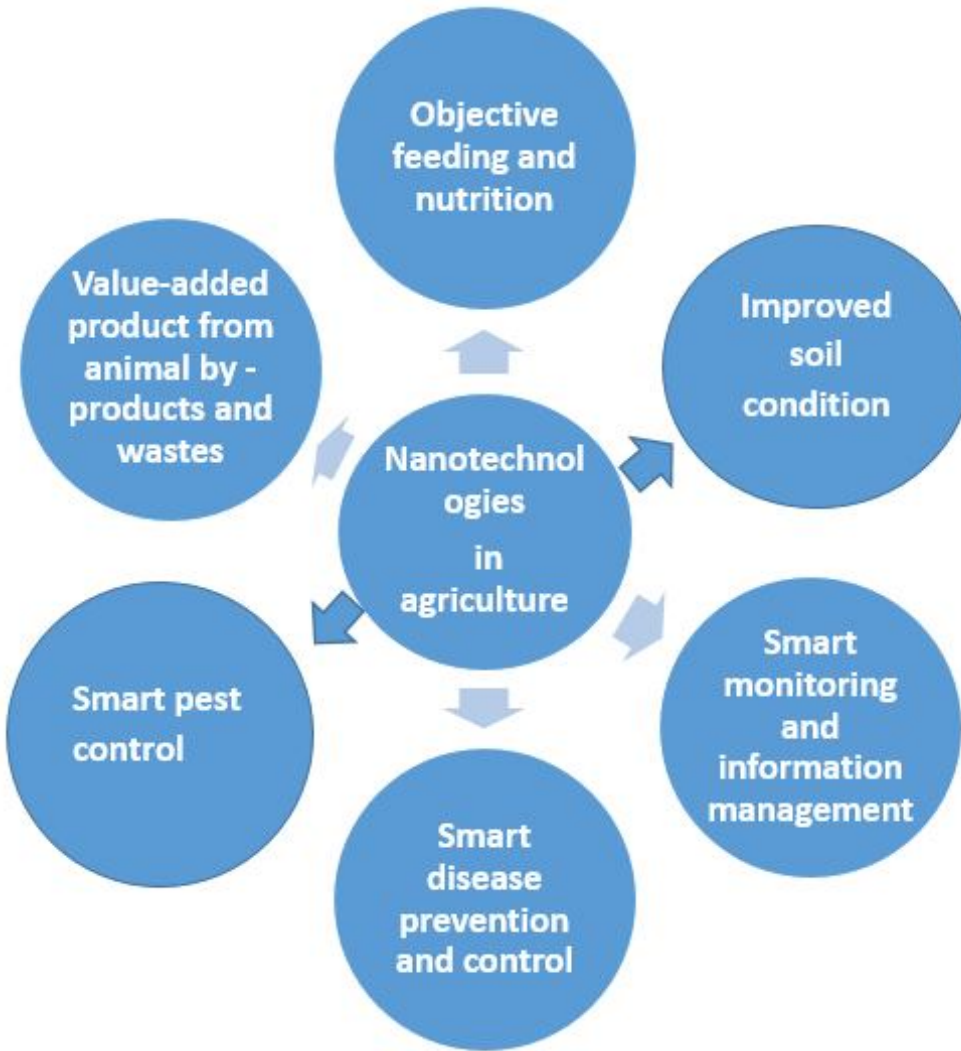 Objective
feeding and
nutrition
Value-added
product from
animal by -
products and
wastes
Improved
soil
condition
Nanotechnol
ogies
in
agriculture
Smart pest
control
Smart
monitoring
and
information
management
Smart
disease
prevention
and control